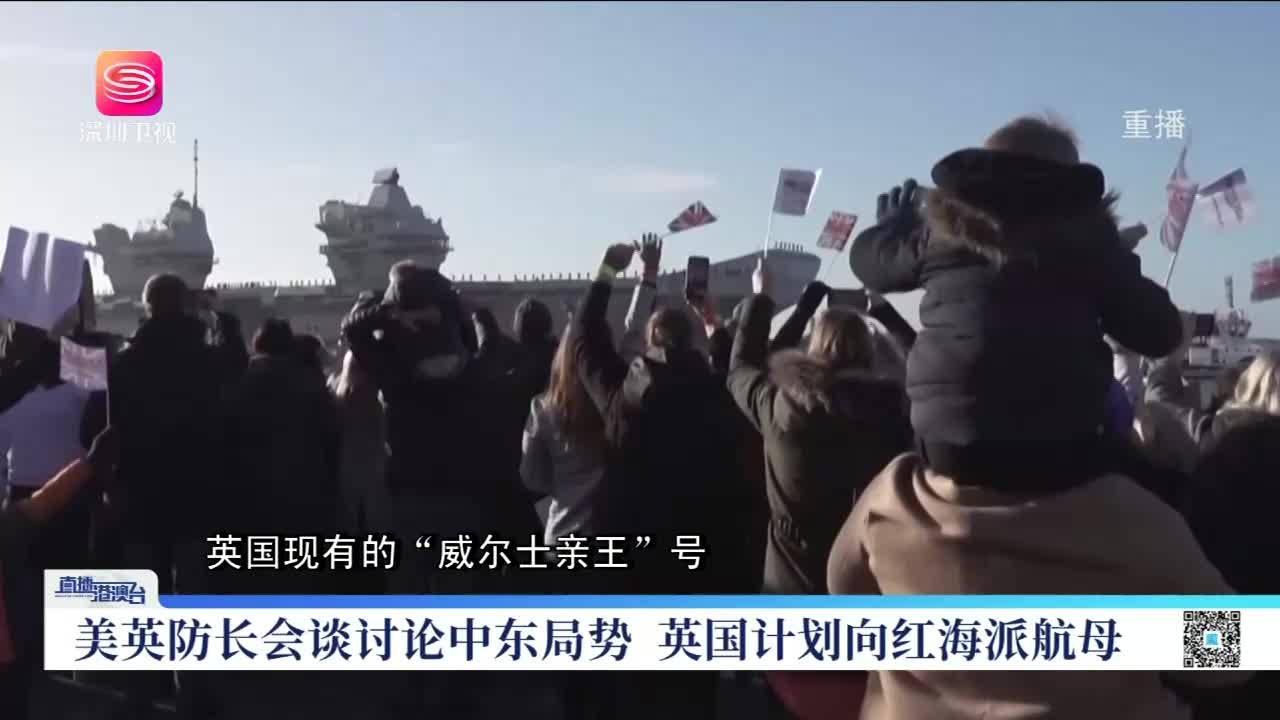 深圳卫视
重播
英国现有的“威尔士亲王”号
直播港澳台
美英防长会谈讨论中东局势 英国计划向红海派航母